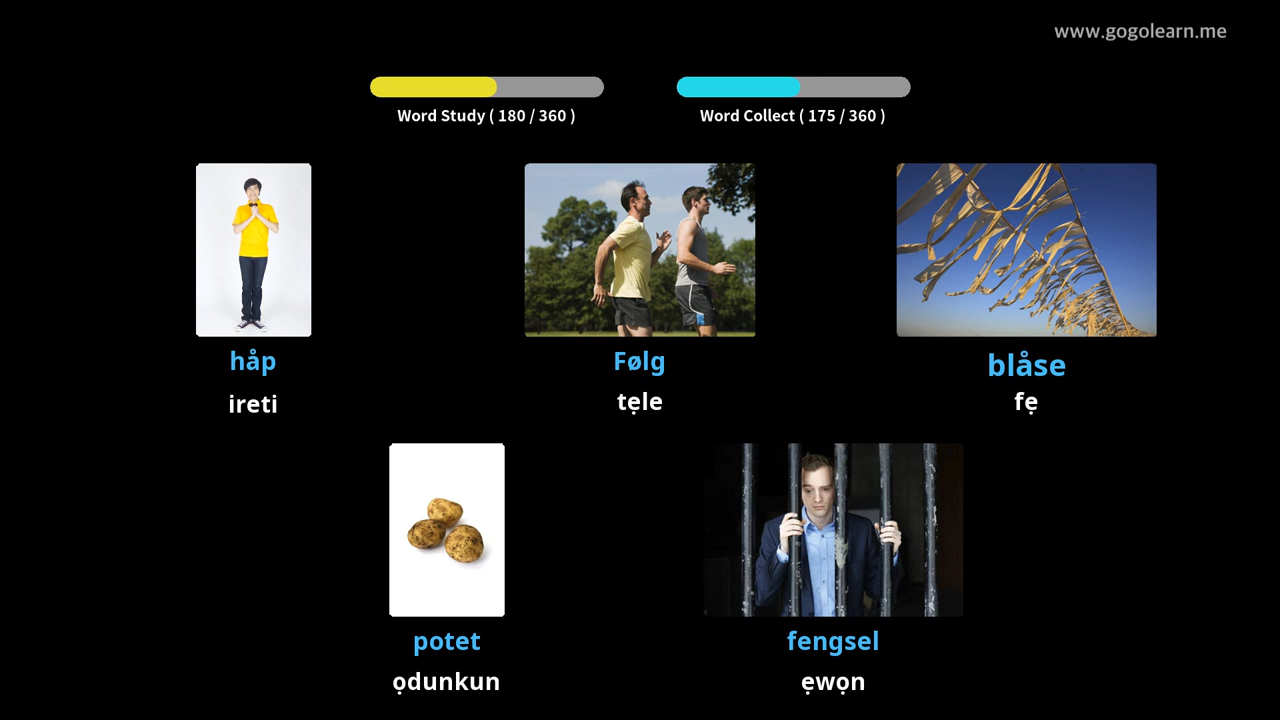 www.gogolearn.me
Word Study ( 180 / 360 )
Word Collect ( 175 / 360 )
håp
Følg
blåse
ireti
tẹle
fẹ
potet
fengsel
ọdunkun
ẹwọn